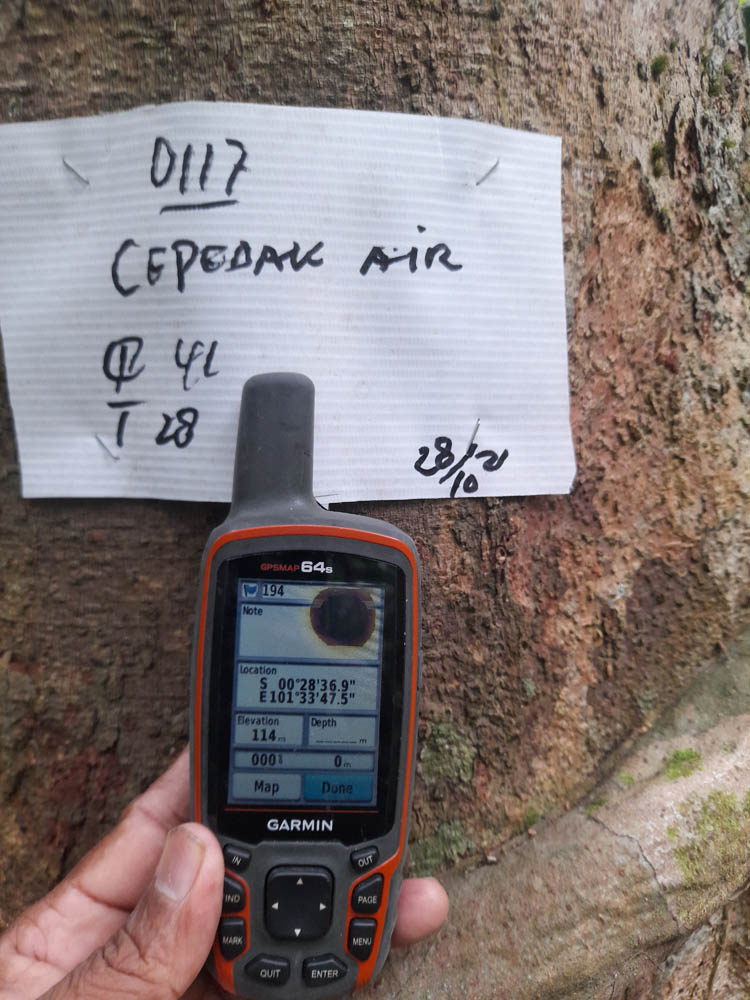 0117
CEPEDAK AIR
41
T 28
28/10
GPSMAP 64s
194
Note
Location
S 00°28'36.9"
E 101°33'47.5"
Elevation
Depth
114 m
______ m
000°
0 m
Map
Done
GARMIN
IN
OUT
FIND
PAGE
MARK
MENU
QUIT
ENTER